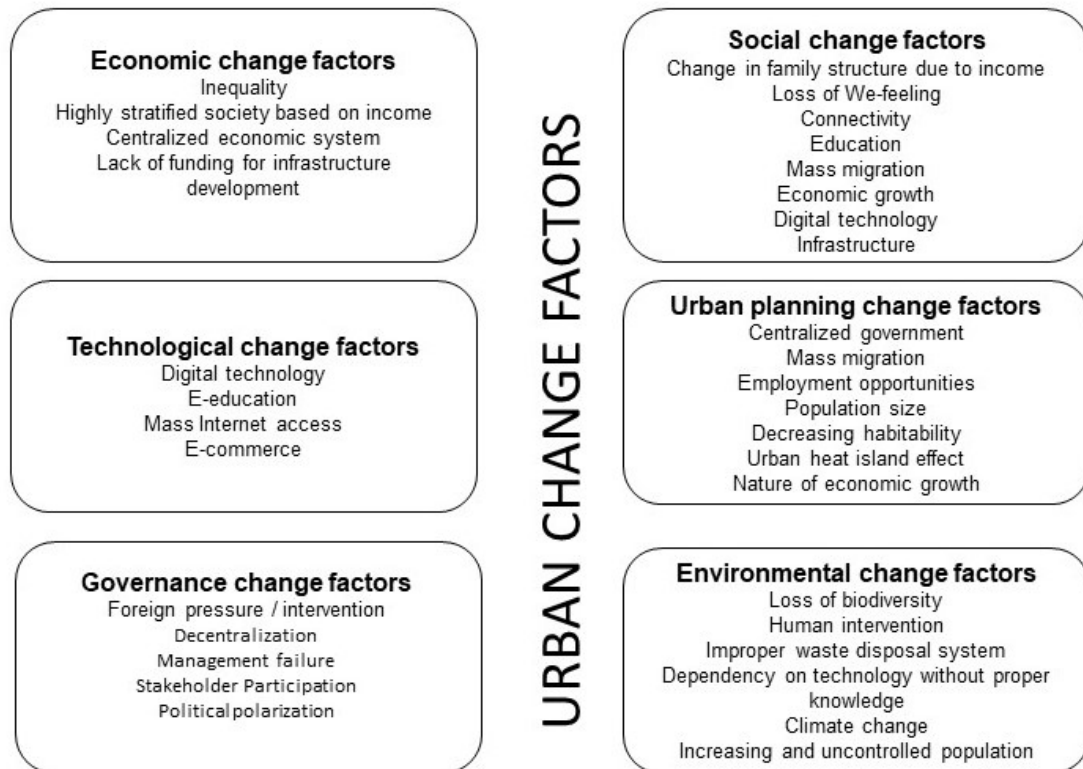 Economic change factors
Inequality
Highly stratified society based on income
Centralized economic system
Lack of funding for infrastructure
development
Technological change factors
Digital technology
E-education
Mass Internet access
E-commerce
Governance change factors
Foreign pressure / intervention
Decentralization
Management failure
Stakeholder Participation
Political polarization
URBAN CHANGE FACTORS
Social change factors
Change in family structure due to income
Loss of We-feeling
Connectivity
Education
Mass migration
Economic growth
Digital technology
Infrastructure
Urban planning change factors
Centralized government
Mass migration
Employment opportunities
Population size
Decreasing habitability
Urban heat island effect
Nature of economic growth
Environmental change factors
Loss of biodiversity
Human intervention
Improper waste disposal system
Dependency on technology without proper
knowledge
Climate change
Increasing and uncontrolled population